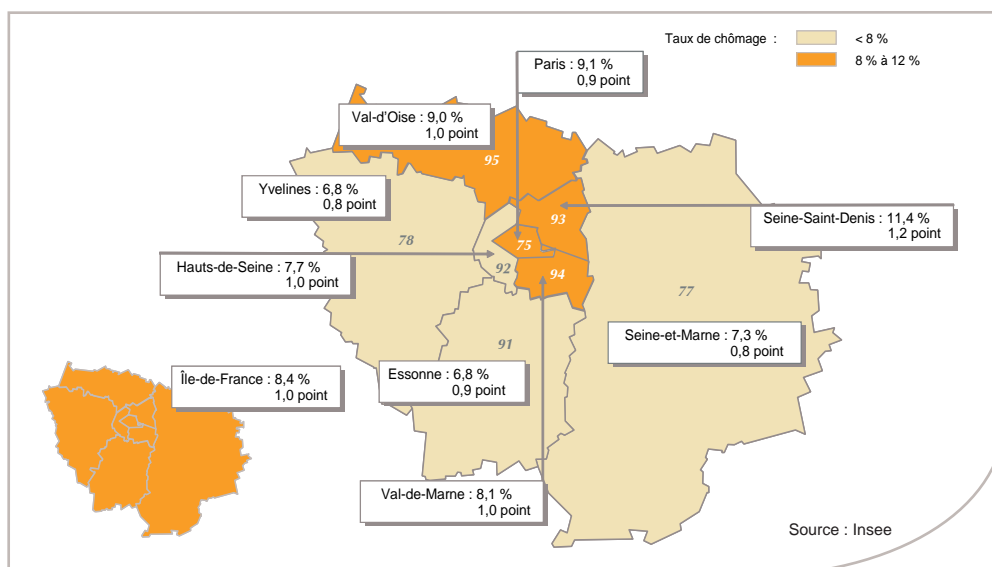 Taux de chômage :
< 8 %
8 % à 12 %
Paris : 9,1 %
0,9 point
Val-d'Oise : 9,0 %
1,0 point
95
Yvelines : 6,8 %
0,8 point
93
Seine-Saint-Denis : 11,4 %
1,2 point
78
75
Hauts-de-Seine : 7,7 %
1,0 point
92
94
77
Seine-et-Marne : 7,3 %
0,8 point
91
Essonne : 6,8 %
0,9 point
Île-de-France : 8,4 %
1,0 point
Val-de-Marne : 8,1 %
1,0 point
Source : Insee